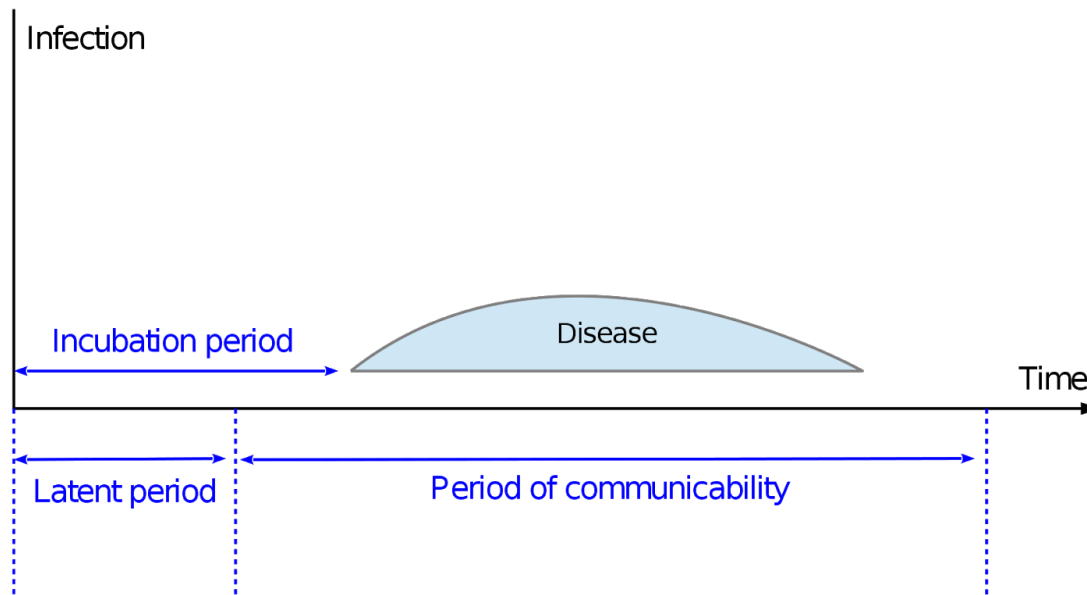 Infection
Disease
Incubation period
Time
Latent period
Period of communicability